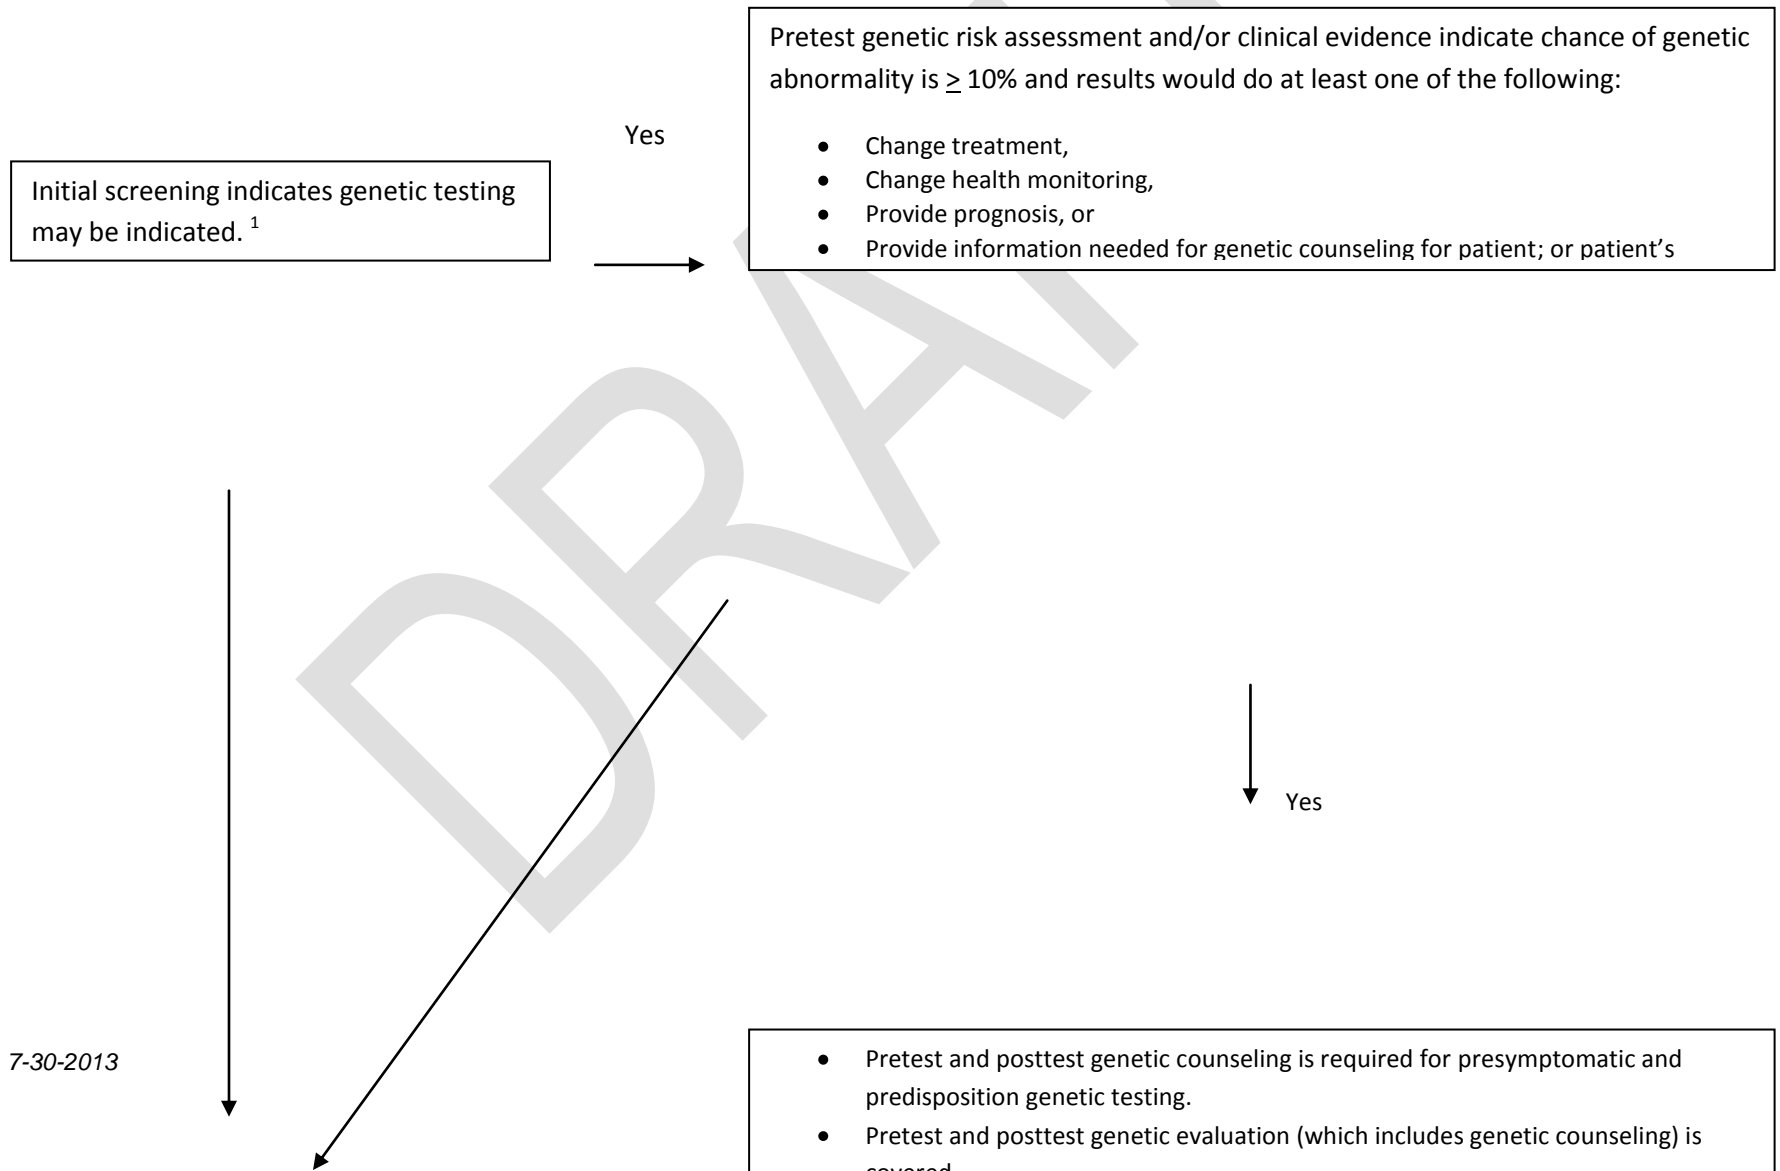 Pretest genetic risk assessment and/or clinical evidence indicate chance of genetic
abnormality is ≥ 10% and results would do at least one of the following:
Yes
• Change treatment,
• Change health monitoring,
• Provide prognosis, or
• Provide information needed for genetic counseling for patient; or patient’s
Initial screening indicates genetic testing
may be indicated. 1
Yes
7-30-2013
• Pretest and posttest genetic counseling is required for presymptomatic and
predisposition genetic testing.
• Pretest and posttest genetic evaluation (which includes genetic counseling) is
covered
DRA